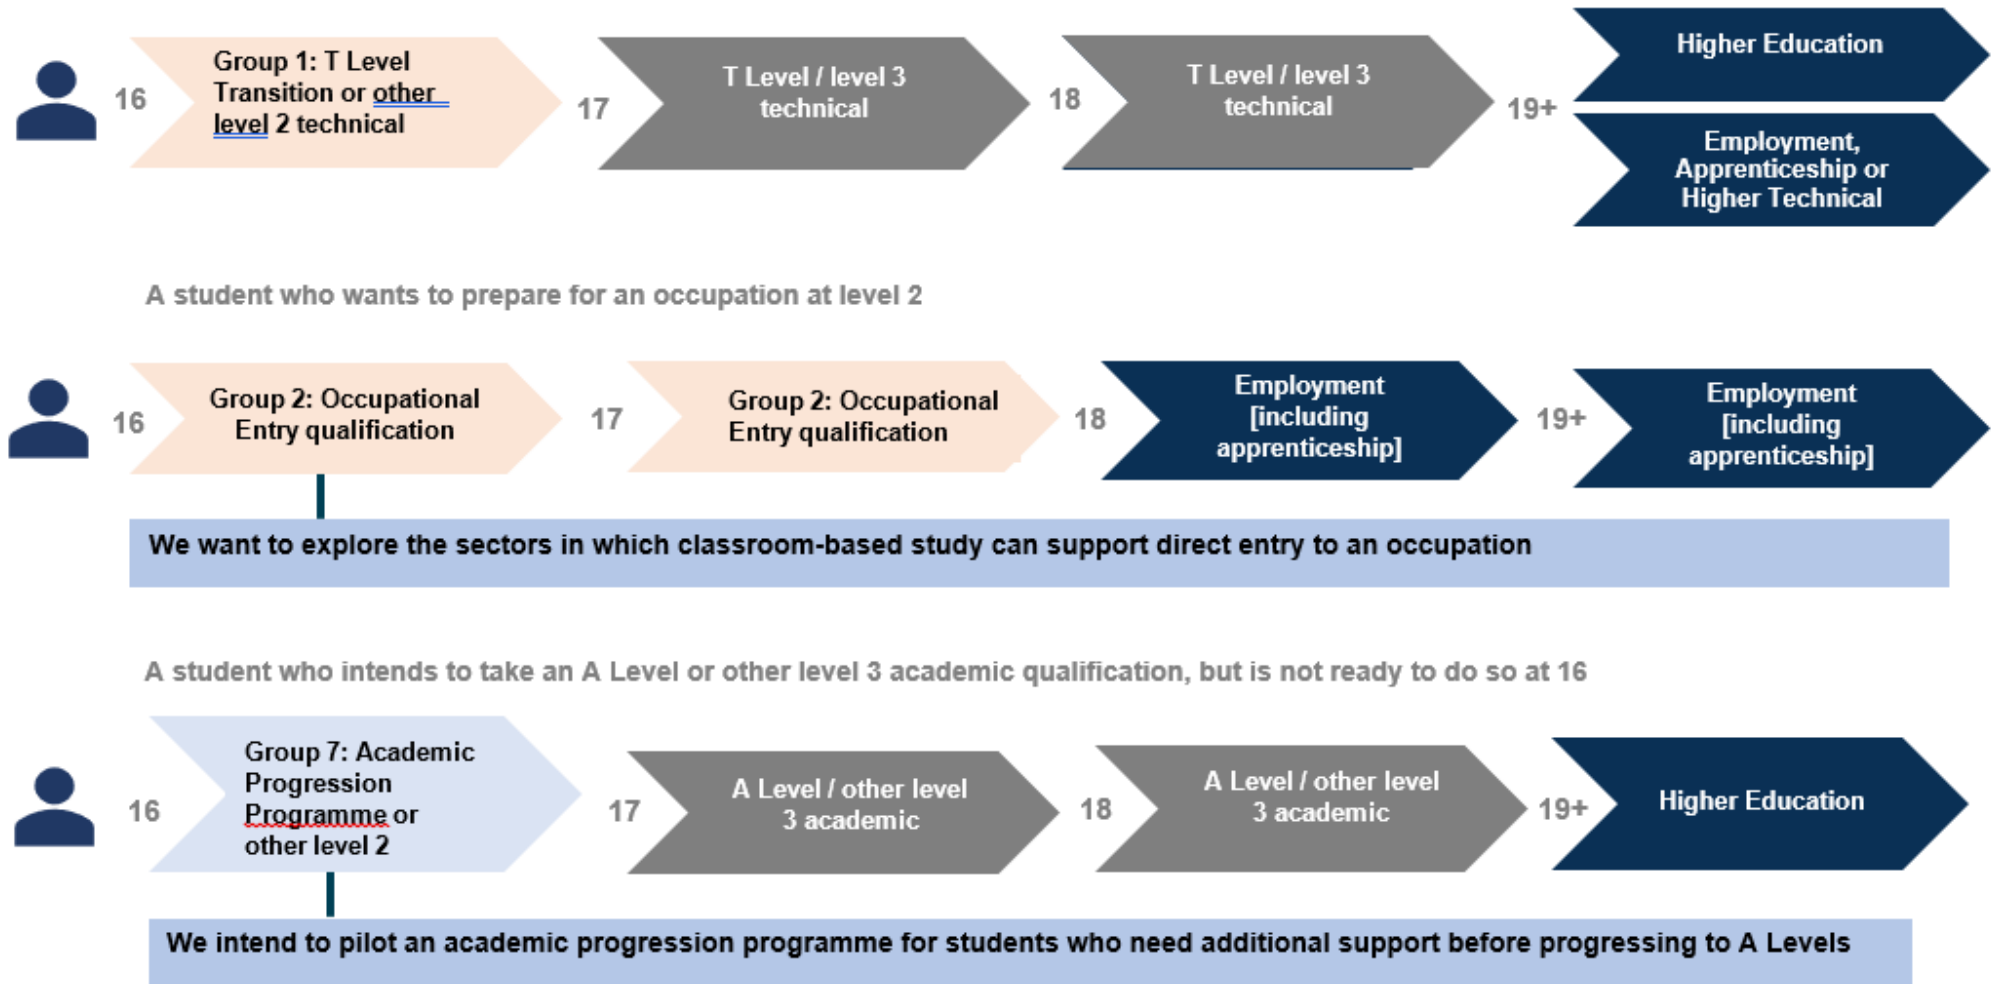 16
Group 1: T Level
Transition or other
level 2 technical
17
T Level / level 3
technical
18
T Level / level 3
technical
19+
Higher Education
Employment,
Apprenticeship or
Higher Technical
A student who wants to prepare for an occupation at level 2
16
Group 2: Occupational
Entry qualification
17
Group 2: Occupational
Entry qualification
18
Employment
[including
apprenticeship]
19+
Employment
[including
apprenticeship]
We want to explore the sectors in which classroom-based study can support direct entry to an occupation
A student who intends to take an A Level or other level 3 academic qualification, but is not ready to do so at 16
16
Group 7: Academic
Progression
Programme or
other level 2
17
A Level / other level
3 academic
18
A Level / other level
3 academic
19+
Higher Education
We intend to pilot an academic progression programme for students who need additional support before progressing to A Levels